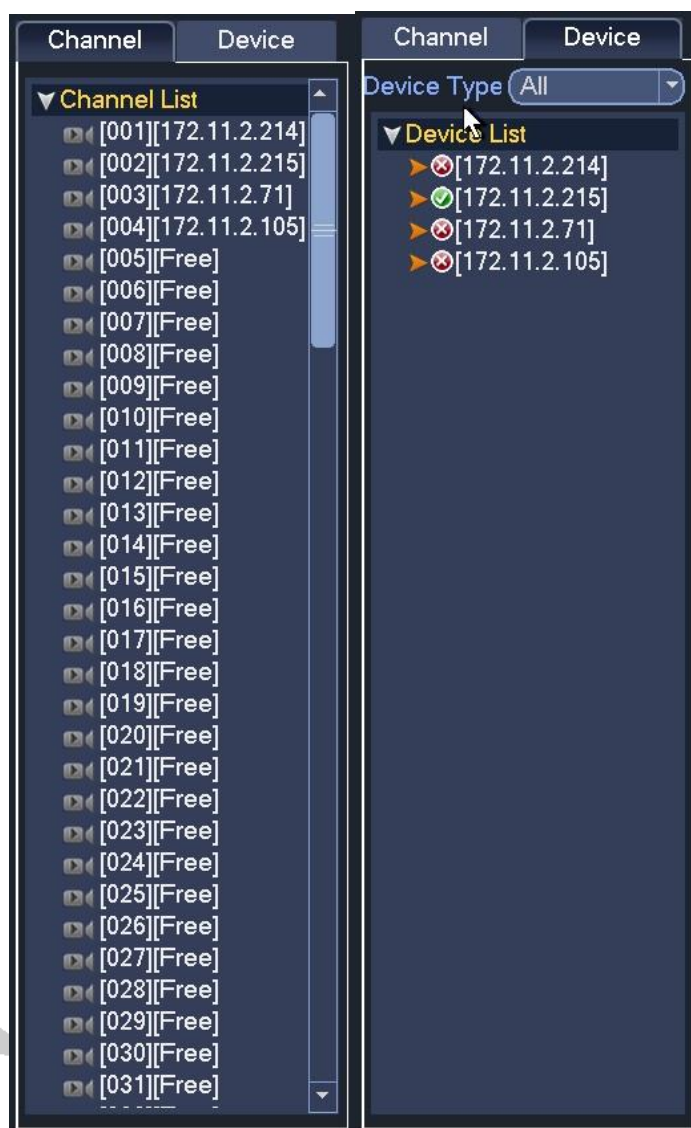 Channel Device
Channel List
[001][172.11.2.214]
[002][172.11.2.215]
[003][172.11.2.71]
[004][172.11.2.105]
[005][Free]
[006][Free]
[007][Free]
[008][Free]
[009][Free]
[010][Free]
[011][Free]
[012][Free]
[013][Free]
[014][Free]
[015][Free]
[016][Free]
[017][Free]
[018][Free]
[019][Free]
[020][Free]
[021][Free]
[022][Free]
[023][Free]
[024][Free]
[025][Free]
[026][Free]
[027][Free]
[028][Free]
[029][Free]
[030][Free]
[031][Free]
Channel Device
Device Type All
Device List
[172.11.2.214]
[172.11.2.215]
[172.11.2.71]
[172.11.2.105]